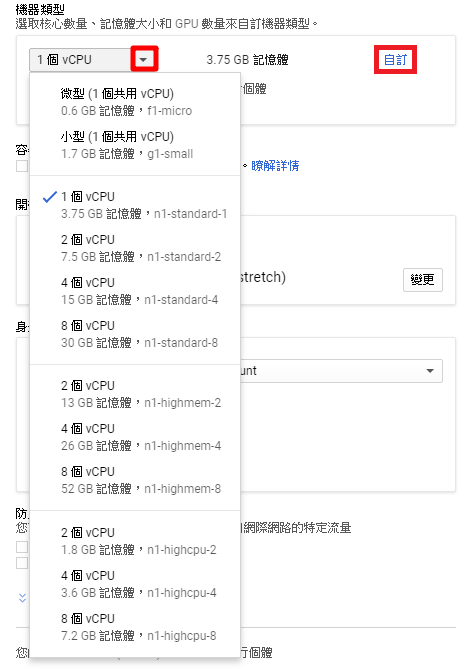 機器類型
選取核心數量、記憶體大小和 GPU 數量來自訂機器類型。
1 個 vCPU
3.75 GB 記憶體
自訂
微型 (1 個共用 vCPU)
0.6 GB 記憶體，f1-micro
個體
小型 (1 個共用 vCPU)
1.7 GB 記憶體，g1-small
。瞭解詳情
1 個 vCPU
3.75 GB 記憶體，n1-standard-1
2 個 vCPU
7.5 GB 記憶體，n1-standard-2
stretch)
變更
4 個 vCPU
15 GB 記憶體，n1-standard-4
8 個 vCPU
30 GB 記憶體，n1-standard-8
unt
2 個 vCPU
13 GB 記憶體，n1-highmem-2
4 個 vCPU
26 GB 記憶體，n1-highmem-4
8 個 vCPU
52 GB 記憶體，n1-highmem-8
防
您
網際網路的特定流量
2 個 vCPU
1.8 GB 記憶體，n1-highcpu-2
4 個 vCPU
3.6 GB 記憶體，n1-highcpu-4
8 個 vCPU
7.2 GB 記憶體，n1-highcpu-8
您
行個體